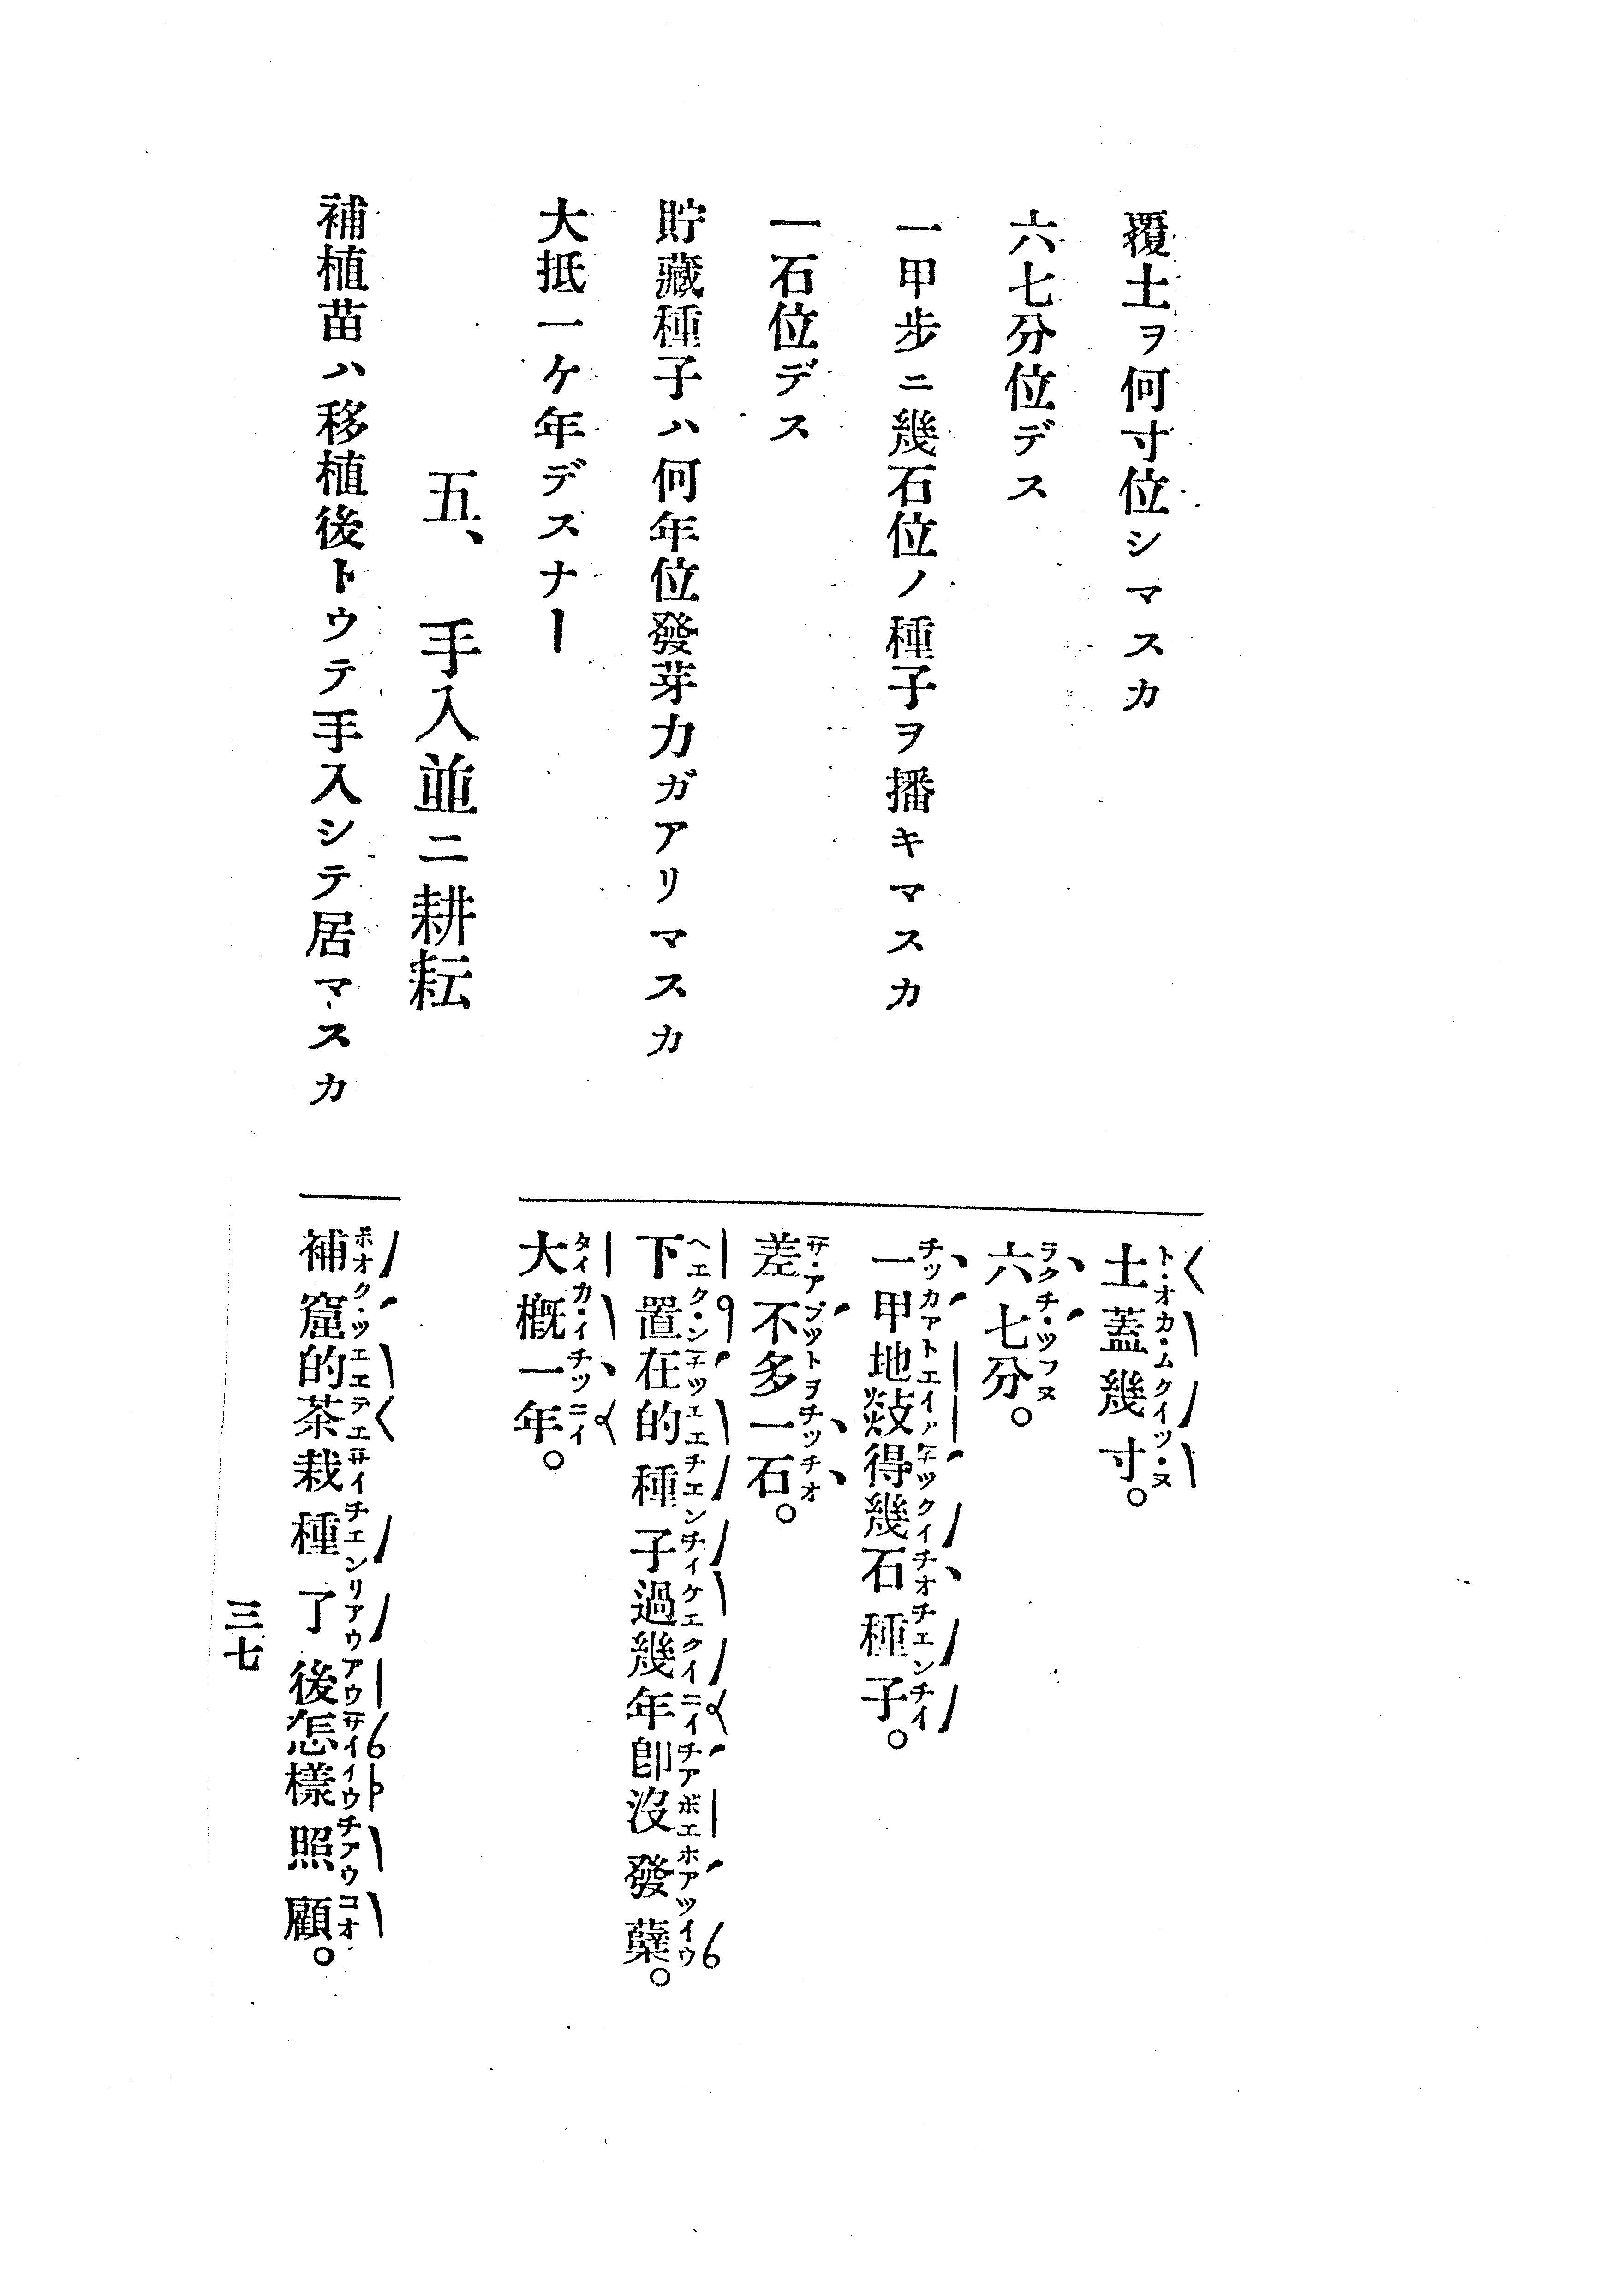 覆土ヲ何寸位シマスカ
土蓋幾寸。
六七分位デス
六七分。
一甲步ニ幾石位ノ種子ヲ播キマスカ
一甲地㪚得幾石種子。
一石位デス
差不多一石。
貯藏種子ハ何年位發芽力ガアリマスカ
下置在的種子過幾年卽沒發蘖。
大抵一ケ年デスナー
大概一年。
五、手入並ニ耕耘
補植苗ハ移植後トウテ手入シテ居マスカ
補窟的茶栽種了後怎樣照顧。
三七